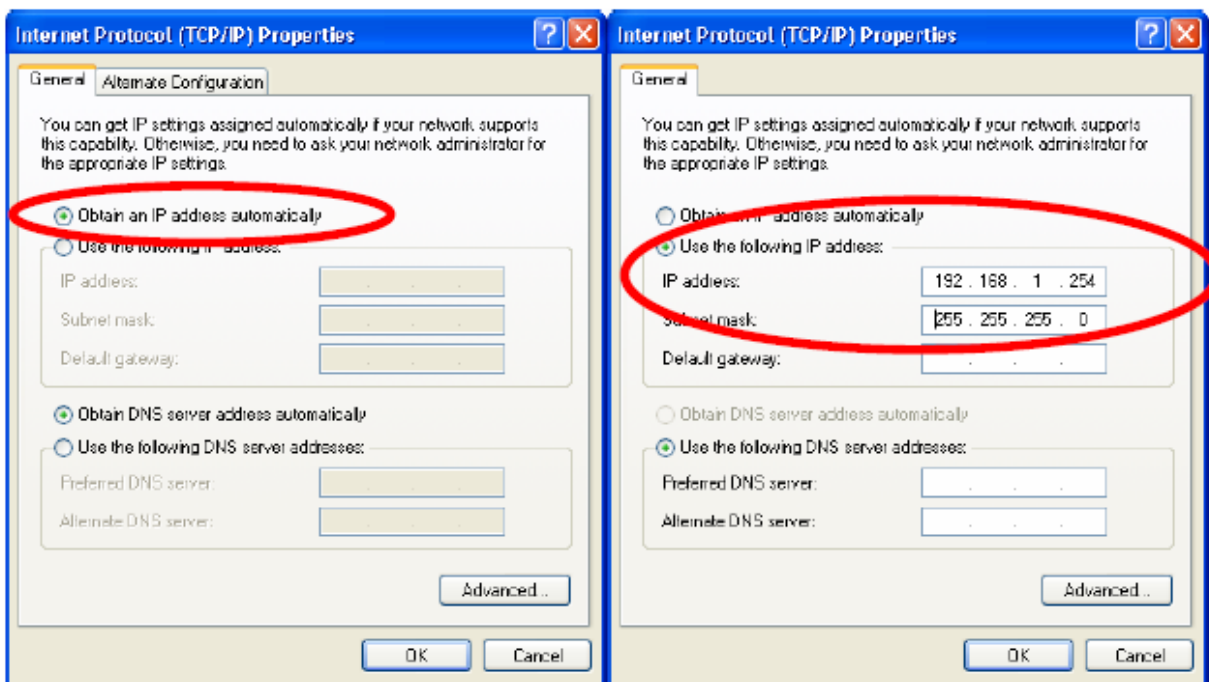 Internet Protocol (TCP/IP) Properties
General
Alternate Configuration
You can get IP settings assigned automatically if your network supports
this capability. Otherwise, you need to ask your network administrator for
the appropriate IP settings.
Obtain an IP address automatically
Use the following IP address:
IP address:
Subnet mask:
Default gateway:
Obtain DNS server address automatically
Use the following DNS server addresses:
Preferred DNS server:
Alternate DNS server:
Advanced...
OK
Cancel
Internet Protocol (TCP/IP) Properties
General
You can get IP settings assigned automatically if your network supports
this capability. Otherwise, you need to ask your network administrator for
the appropriate IP settings.
Obtain an IP address automatically
Use the following IP address:
IP address: 192 . 168 . 1 . 254
Subnet mask: 255 . 255 . 255 . 0
Default gateway:
Obtain DNS server address automatically
Use the following DNS server addresses:
Preferred DNS server:
Alternate DNS server:
Advanced...
OK
Cancel